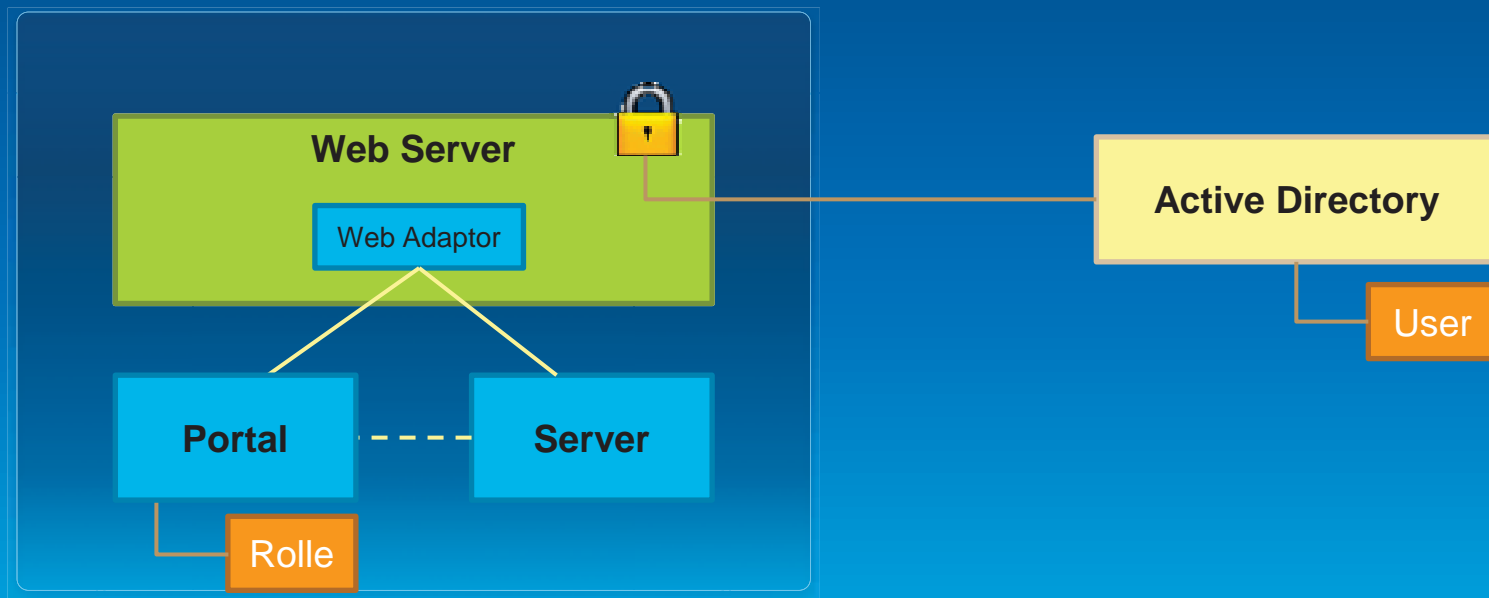 Web Server
Web Adaptor
Active Directory
User
Portal
Server
Rolle